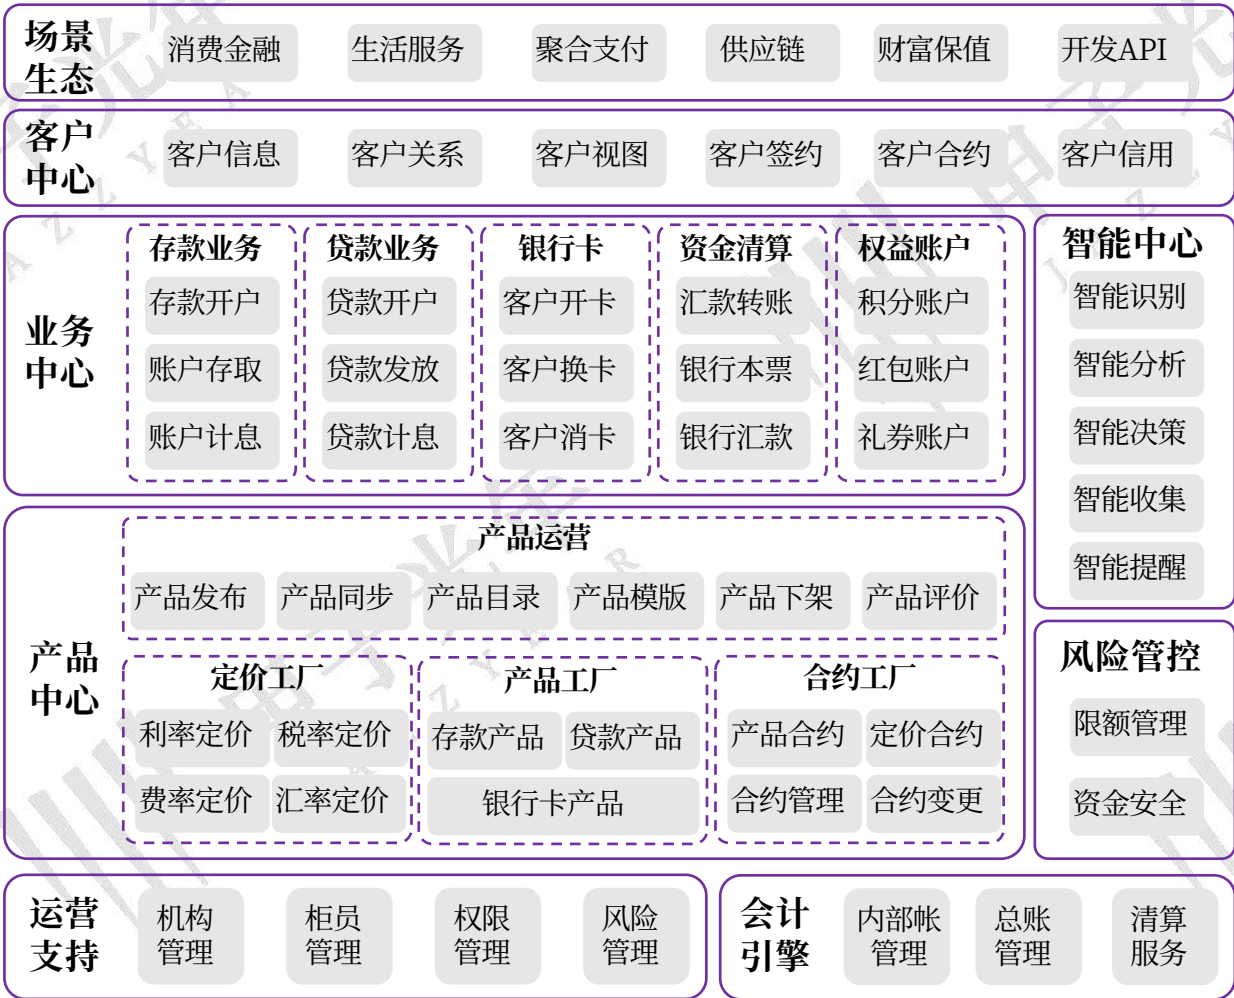 场景
生态
消费金融
生活服务
聚合支付
供应链
财富保值
开发API
客户
中心
客户信息
客户关系
客户视图
客户签约
客户合约
客户信用
业务
中心
存款业务
存款开户
账户存取
账户计息
贷款业务
贷款开户
贷款发放
贷款计息
银行卡
客户开卡
客户换卡
客户消卡
资金清算
汇款转账
银行本票
银行汇款
权益账户
积分账户
红包账户
礼券账户
智能中心
智能识别
智能分析
智能决策
智能收集
智能提醒
产品
中心
产品运营
产品发布
产品同步
产品目录
产品模版
产品下架
产品评价
定价工厂
利率定价
税率定价
费率定价
汇率定价
产品工厂
存款产品
贷款产品
银行卡产品
合约工厂
产品合约
定价合约
合约管理
合约变更
风险管控
限额管理
资金安全
运营
支持
机构
管理
柜员
管理
权限
管理
风险
管理
会计
引擎
内部帐
管理
总账
管理
清算
服务